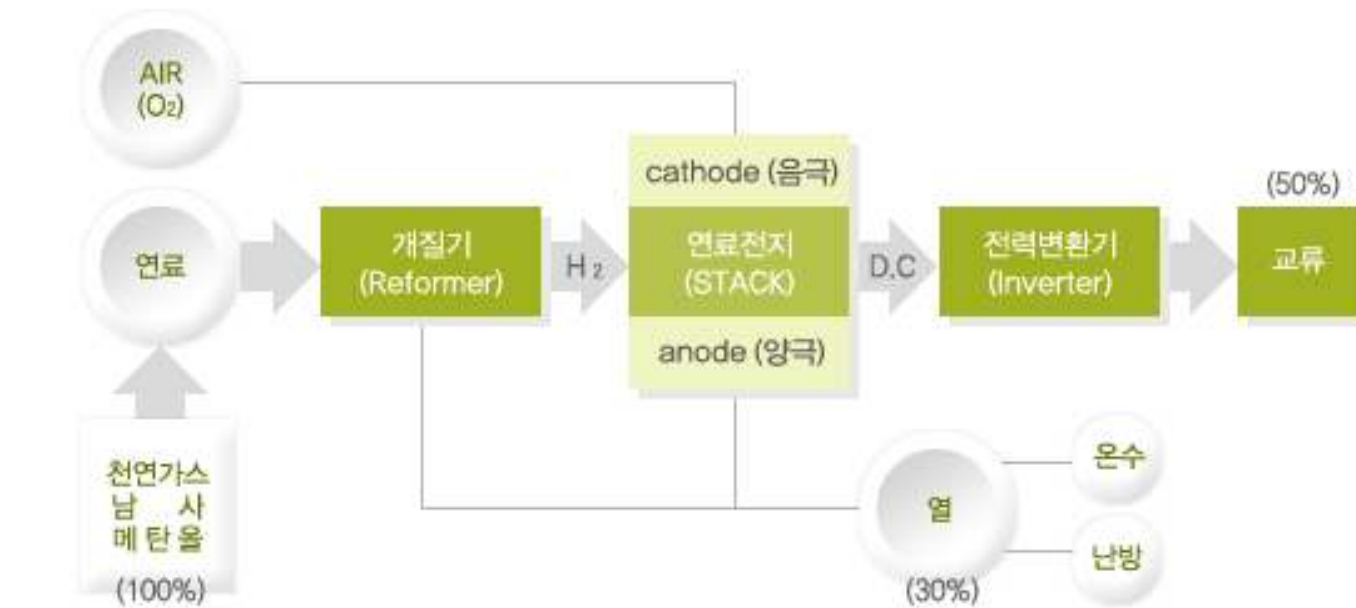 AIR
(O₂)
cathode (음극)
(50%)
연료
개질기
(Reformer)
H₂
연료전지
(STACK)
D.C
전력변환기
(Inverter)
교류
anode (양극)
천연가스
남 사
메탄올
(100%)
열
(30%)
온수
난방